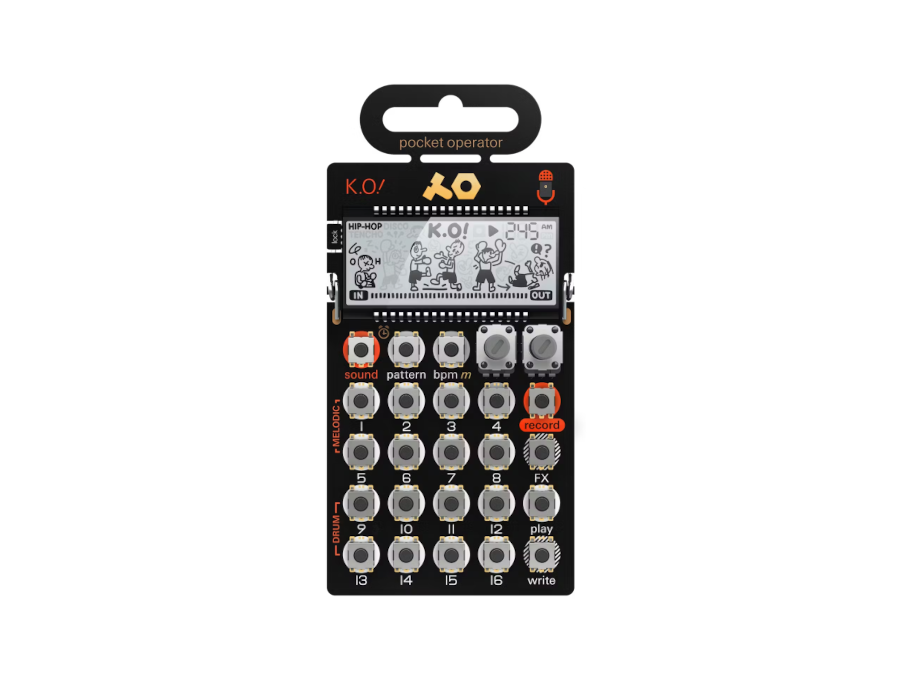 pocket operator
K.O!
lock
HIP-HOP
K.O!
245 AM
O H
! ?
IN
OUT
sound
pattern
bpm m
MELODIC
1 2 3 4
record
5 6 7 8
FX
DRUM
9 10 11 12
play
13 14 15 16
write